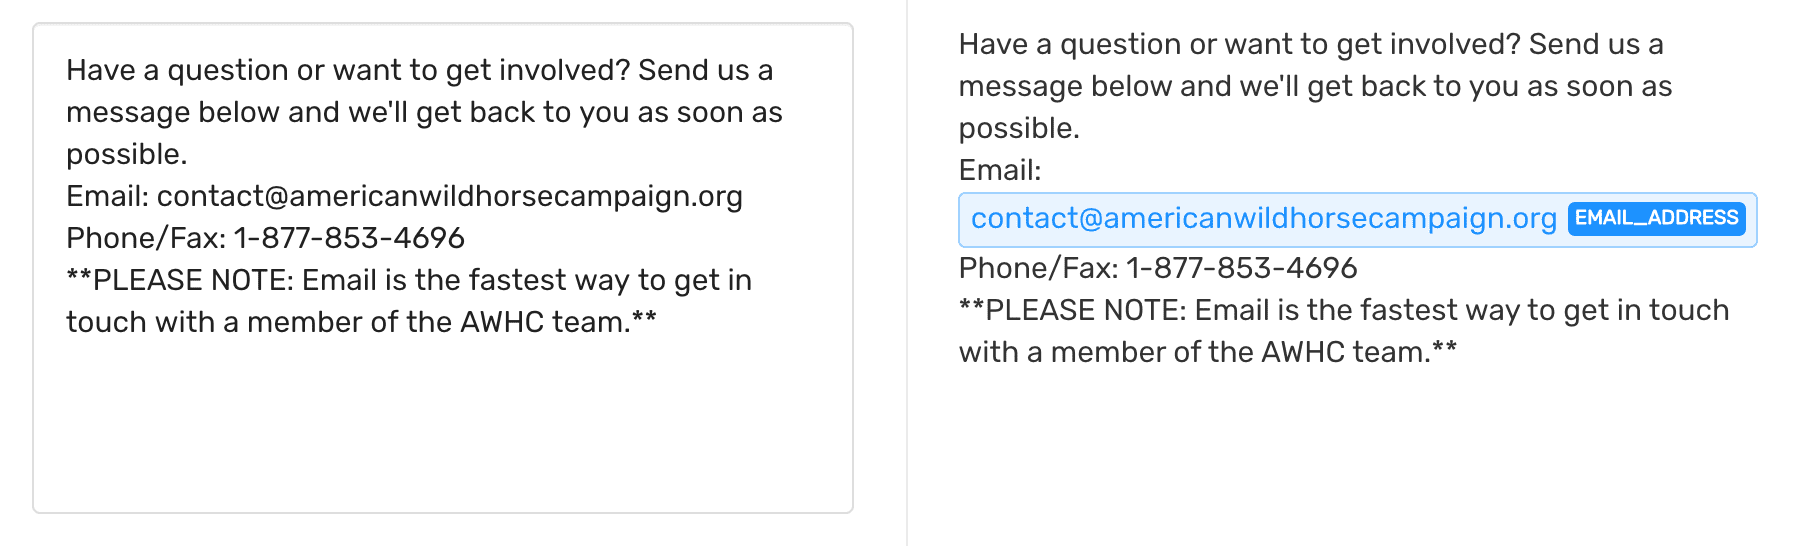 Have a question or want to get involved? Send us a
message below and we'll get back to you as soon as
possible.
Email: contact@americanwildhorsecampaign.org
Phone/Fax: 1-877-853-4696
**PLEASE NOTE: Email is the fastest way to get in
touch with a member of the AWHC team.**
Have a question or want to get involved? Send us a
message below and we'll get back to you as soon as
possible.
Email:
contact@americanwildhorsecampaign.org EMAIL_ADDRESS
Phone/Fax: 1-877-853-4696
**PLEASE NOTE: Email is the fastest way to get in touch
with a member of the AWHC team.**